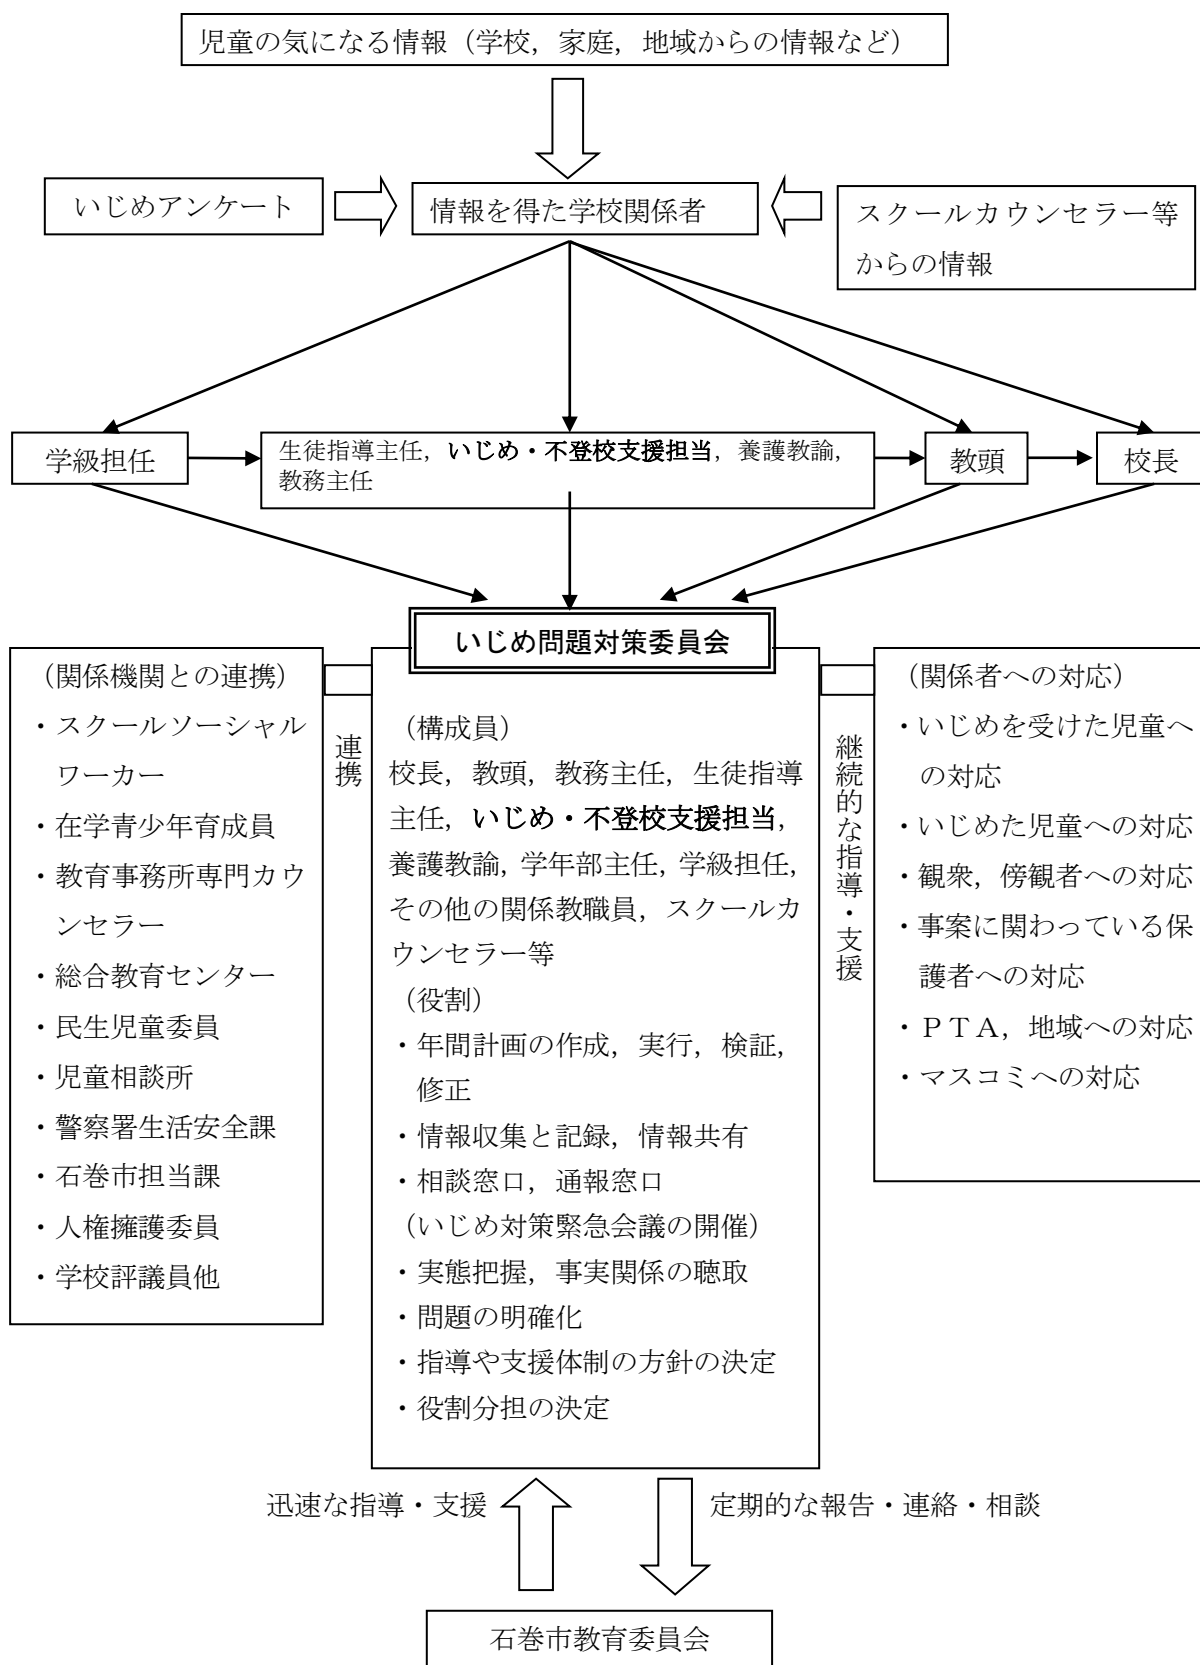 児童の気になる情報（学校，家庭，地域からの情報など）
いじめアンケート
情報を得た学校関係者
スクールカウンセラー等
からの情報
学級担任
生徒指導主任，いじめ・不登校支援担当，養護教諭，
教務主任
教頭
校長
いじめ問題対策委員会
（関係機関との連携）
・スクールソーシャル
ワーカー
・在学青少年育成員
・教育事務所専門カウ
ンセラー
・総合教育センター
・民生児童委員
・児童相談所
・警察署生活安全課
・石巻市担当課
・人権擁護委員
・学校評議員他
連携
（構成員）
校長，教頭，教務主任，生徒指導
主任，いじめ・不登校支援担当，
養護教諭，学年部主任，学級担任，
その他の関係教職員，スクールカ
ウンセラー等
（役割）
・年間計画の作成，実行，検証，
修正
・情報収集と記録，情報共有
・相談窓口，通報窓口
（いじめ対策緊急会議の開催）
・実態把握，事実関係の聴取
・問題の明確化
・指導や支援体制の方針の決定
・役割分担の決定
継続的な指導・支援
（関係者への対応）
・いじめを受けた児童へ
の対応
・いじめた児童への対応
・観衆，傍観者への対応
・事案に関わっている保
護者への対応
・ＰＴＡ，地域への対応
・マスコミへの対応
迅速な指導・支援
定期的な報告・連絡・相談
石巻市教育委員会